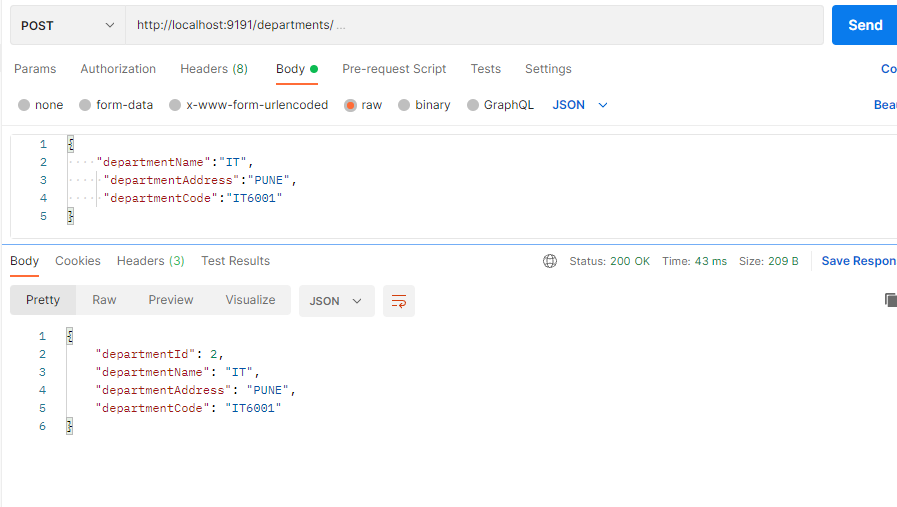 POST http://localhost:9191/departments/ ... Send
Params Authorization Headers (8) Body Pre-request Script Tests Settings Co
none form-data x-www-form-urlencoded raw binary GraphQL JSON Beau
1 {
2 "departmentName":"IT",
3 "departmentAddress":"PUNE",
4 "departmentCode":"IT6001"
5 }
Body Cookies Headers (3) Test Results Status: 200 OK Time: 43 ms Size: 209 B Save Respon
Pretty Raw Preview Visualize JSON
1 {
2 "departmentId": 2,
3 "departmentName": "IT",
4 "departmentAddress": "PUNE",
5 "departmentCode": "IT6001"
6 }